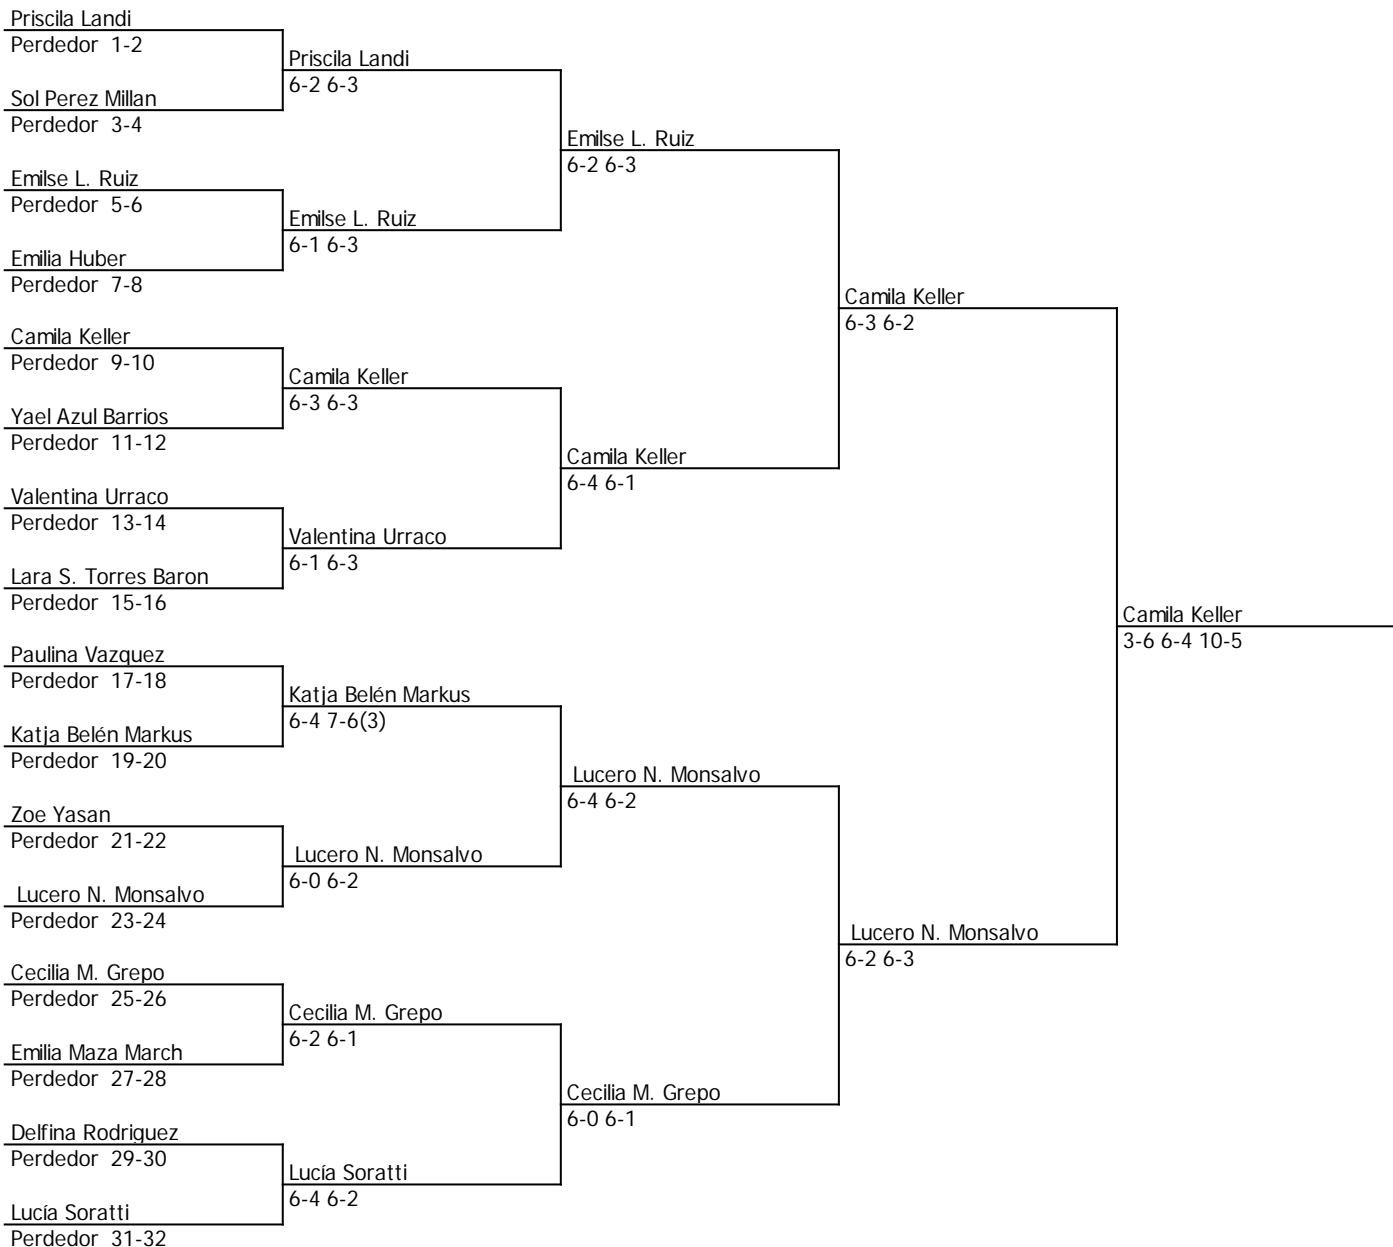 Priscila Landi
Perdedor 1-2
Priscila Landi
6-2 6-3
Sol Perez Millan
Perdedor 3-4
Emilse L. Ruiz
6-2 6-3
Emilse L. Ruiz
Perdedor 5-6
Emilse L. Ruiz
6-1 6-3
Emilia Huber
Perdedor 7-8
Camila Keller
6-3 6-2
Camila Keller
Perdedor 9-10
Camila Keller
6-3 6-3
Yael Azul Barrios
Perdedor 11-12
Camila Keller
6-4 6-1
Valentina Urraco
Perdedor 13-14
Valentina Urraco
6-1 6-3
Lara S. Torres Baron
Perdedor 15-16
Camila Keller
3-6 6-4 10-5
Paulina Vazquez
Perdedor 17-18
Katja Belén Markus
6-4 7-6(3)
Katja Belén Markus
Perdedor 19-20
Lucero N. Monsalvo
6-4 6-2
Zoe Yasan
Perdedor 21-22
Lucero N. Monsalvo
6-0 6-2
Lucero N. Monsalvo
Perdedor 23-24
Lucero N. Monsalvo
6-2 6-3
Cecilia M. Grepo
Perdedor 25-26
Cecilia M. Grepo
6-2 6-1
Emilia Maza March
Perdedor 27-28
Cecilia M. Grepo
6-0 6-1
Delfina Rodriguez
Perdedor 29-30
Lucía Soratti
6-4 6-2
Lucía Soratti
Perdedor 31-32